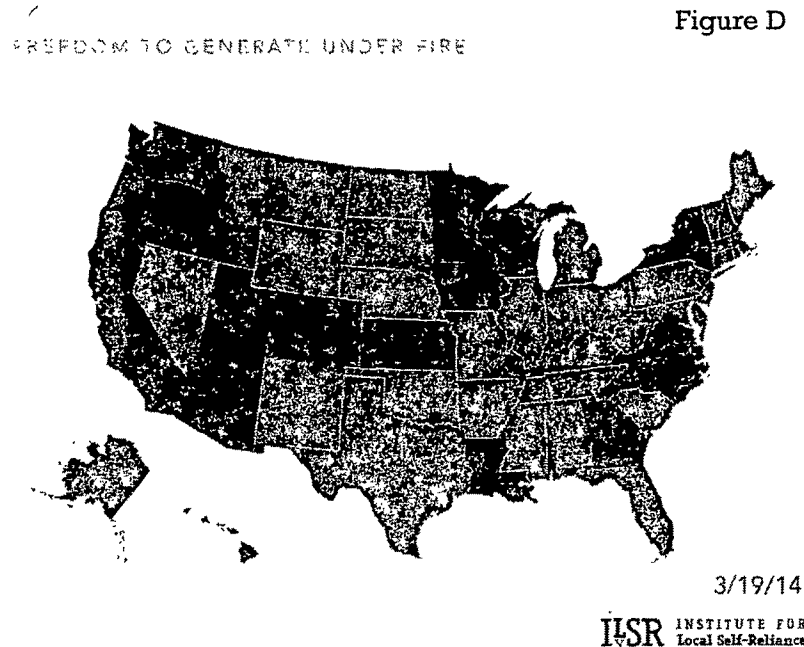 Figure D
FREEDOM TO GENERATE UNDER FIRE
3/19/14
ILSR INSTITUTE FOR
Local Self-Reliance